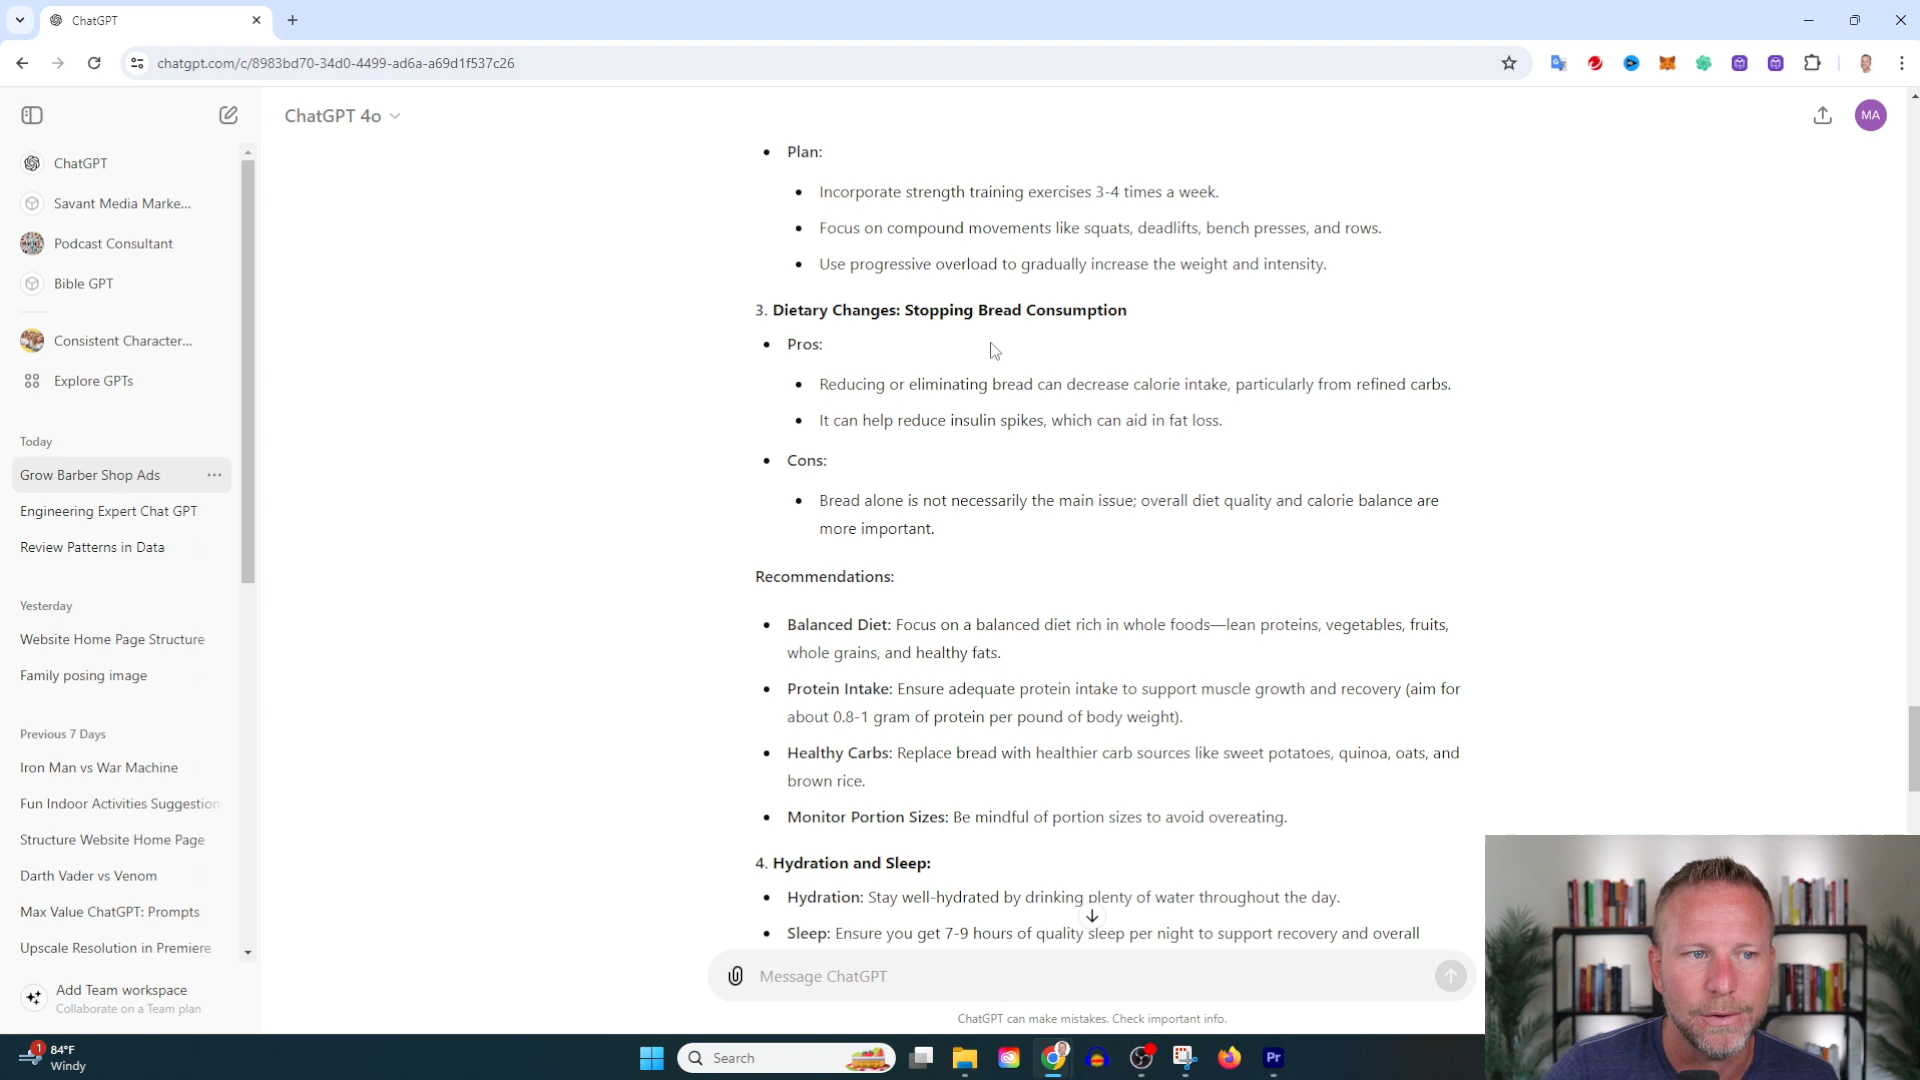 ChatGPT
chatgpt.com/c/8983bd70-34d0-4499-ad6a-a69d1f537c26
ChatGPT 4o
MA
ChatGPT
Savant Media Marke...
Podcast Consultant
Bible GPT
Consistent Character...
Explore GPTs
Today
Grow Barber Shop Ads
Engineering Expert Chat GPT
Review Patterns in Data
Yesterday
Website Home Page Structure
Family posing image
Previous 7 Days
Iron Man vs War Machine
Fun Indoor Activities Suggestion
Structure Website Home Page
Darth Vader vs Venom
Max Value ChatGPT: Prompts
Upscale Resolution in Premiere
Add Team workspace
Collaborate on a Team plan
• Plan:
• Incorporate strength training exercises 3-4 times a week.
• Focus on compound movements like squats, deadlifts, bench presses, and rows.
• Use progressive overload to gradually increase the weight and intensity.
3. Dietary Changes: Stopping Bread Consumption
• Pros:
• Reducing or eliminating bread can decrease calorie intake, particularly from refined carbs.
• It can help reduce insulin spikes, which can aid in fat loss.
• Cons:
• Bread alone is not necessarily the main issue; overall diet quality and calorie balance are
more important.
Recommendations:
• Balanced Diet: Focus on a balanced diet rich in whole foods—lean proteins, vegetables, fruits,
whole grains, and healthy fats.
• Protein Intake: Ensure adequate protein intake to support muscle growth and recovery (aim for
about 0.8-1 gram of protein per pound of body weight).
• Healthy Carbs: Replace bread with healthier carb sources like sweet potatoes, quinoa, oats, and
brown rice.
• Monitor Portion Sizes: Be mindful of portion sizes to avoid overeating.
4. Hydration and Sleep:
• Hydration: Stay well-hydrated by drinking plenty of water throughout the day.
• Sleep: Ensure you get 7-9 hours of quality sleep per night to support recovery and overall
Message ChatGPT
ChatGPT can make mistakes. Check important info.
1
84°F
Windy
Search
Pr